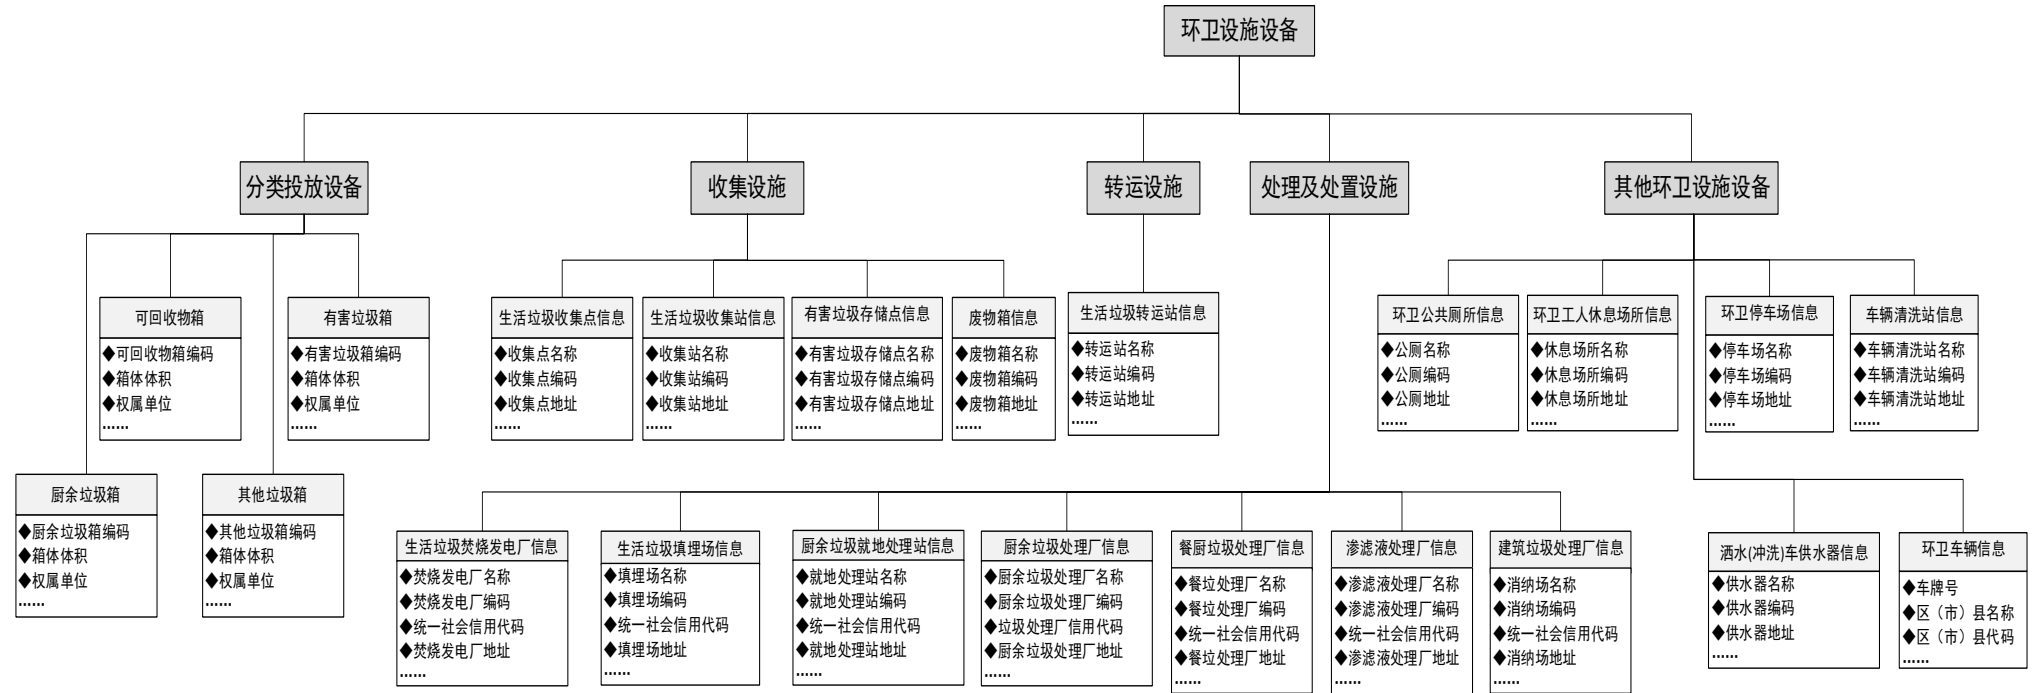 环卫设施设备
分类投放设备
收集设施
转运设施
处理及处置设施
其他环卫设施设备
可回收物箱
◆可回收物箱编码
◆箱体体积
◆权属单位
……
有害垃圾箱
◆有害垃圾箱编码
◆箱体体积
◆权属单位
……
厨余垃圾箱
◆厨余垃圾箱编码
◆箱体体积
◆权属单位
……
其他垃圾箱
◆其他垃圾箱编码
◆箱体体积
◆权属单位
……
生活垃圾收集点信息
◆收集点名称
◆收集点编码
◆收集点地址
……
生活垃圾收集站信息
◆收集站名称
◆收集站编码
◆收集站地址
……
有害垃圾存储点信息
◆有害垃圾存储点名称
◆有害垃圾存储点编码
◆有害垃圾存储点地址
……
废物箱信息
◆废物箱名称
◆废物箱编码
◆废物箱地址
……
生活垃圾转运站信息
◆转运站名称
◆转运站编码
◆转运站地址
……
生活垃圾焚烧发电厂信息
◆焚烧发电厂名称
◆焚烧发电厂编码
◆统一社会信用代码
◆焚烧发电厂地址
……
生活垃圾填埋场信息
◆填埋场名称
◆填埋场编码
◆统一社会信用代码
◆填埋场地址
……
厨余垃圾就地处理站信息
◆就地处理站名称
◆就地处理站编码
◆统一社会信用代码
◆就地处理站地址
……
厨余垃圾处理厂信息
◆厨余垃圾处理厂名称
◆厨余垃圾处理厂编码
◆垃圾处理厂信用代码
◆厨余垃圾处理厂地址
……
餐厨垃圾处理厂信息
◆餐垃处理厂名称
◆餐垃处理厂编码
◆统一社会信用代码
◆餐垃处理厂地址
……
渗滤液处理厂信息
◆渗滤液处理厂名称
◆渗滤液处理厂编码
◆统一社会信用代码
◆渗滤液处理厂地址
……
建筑垃圾处理厂信息
◆消纳场名称
◆消纳场编码
◆统一社会信用代码
◆消纳场地址
……
环卫公共厕所信息
◆公厕名称
◆公厕编码
◆公厕地址
……
环卫工人休息场所信息
◆休息场所名称
◆休息场所编码
◆休息场所地址
……
环卫停车场信息
◆停车场名称
◆停车场编码
◆停车场地址
……
车辆清洗站信息
◆车辆清洗站名称
◆车辆清洗站编码
◆车辆清洗站地址
……
洒水(冲洗)车供水器信息
◆供水器名称
◆供水器编码
◆供水器地址
……
环卫车辆信息
◆车牌号
◆区（市）县名称
◆区（市）县代码
……